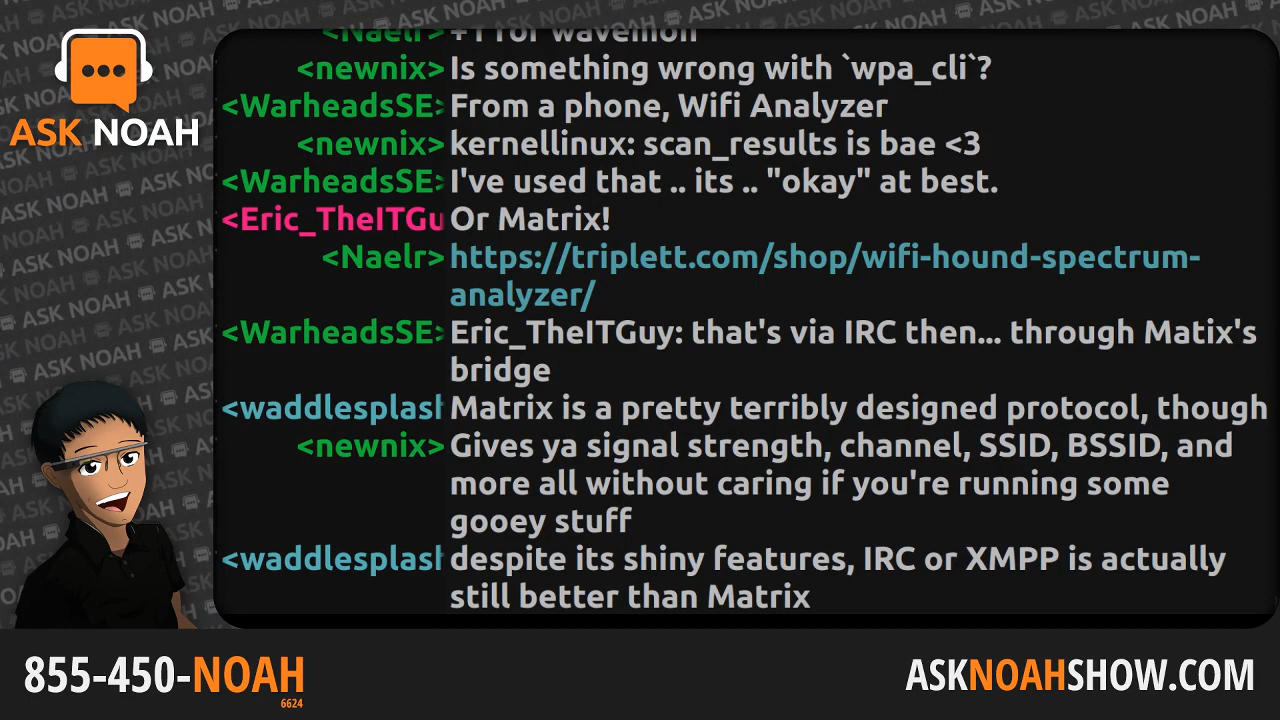 ASK NOAH
<Naelr> +1 for wavemon
<newnix> Is something wrong with `wpa_cli`?
<WarheadsSE> From a phone, Wifi Analyzer
<newnix> kernellinux: scan_results is bae <3
<WarheadsSE> I've used that .. its .. "okay" at best.
<Eric_TheITGu Or Matrix!
<Naelr> https://triplett.com/shop/wifi-hound-spectrum-
analyzer/
<WarheadsSE> Eric_TheITGuy: that's via IRC then... through Matix's
bridge
<waddlesplash Matrix is a pretty terribly designed protocol, though
<newnix> Gives ya signal strength, channel, SSID, BSSID, and
more all without caring if you're running some
gooey stuff
<waddlesplash despite its shiny features, IRC or XMPP is actually
still better than Matrix
855-450-NOAH
6624
ASKNOAHSHOW.COM